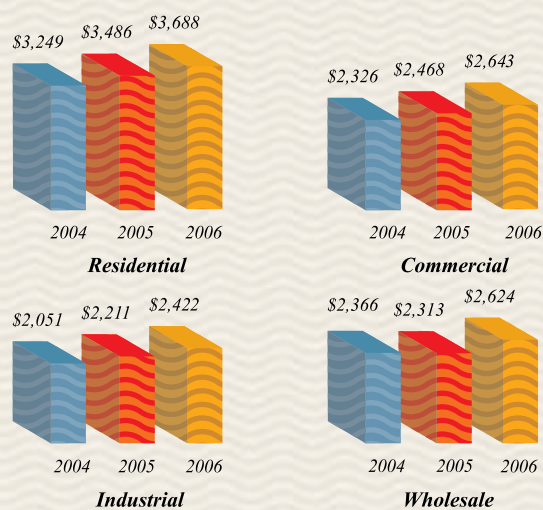 $3,249 $3,486 $3,688
2004 2005 2006
Residential
$2,326 $2,468 $2,643
2004 2005 2006
Commercial
$2,051 $2,211 $2,422
2004 2005 2006
Industrial
$2,366 $2,313 $2,624
2004 2005 2006
Wholesale